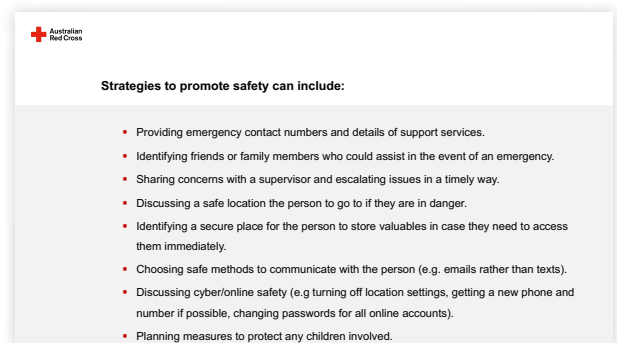 Australian
Red Cross
Strategies to promote safety can include:
▪ Providing emergency contact numbers and details of support services.
▪ Identifying friends or family members who could assist in the event of an emergency.
▪ Sharing concerns with a supervisor and escalating issues in a timely way.
▪ Discussing a safe location the person to go to if they are in danger.
▪ Identifying a secure place for the person to store valuables in case they need to access
them immediately.
▪ Choosing safe methods to communicate with the person (e.g. emails rather than texts).
▪ Discussing cyber/online safety (e.g turning off location settings, getting a new phone and
number if possible, changing passwords for all online accounts).
▪ Planning measures to protect any children involved.